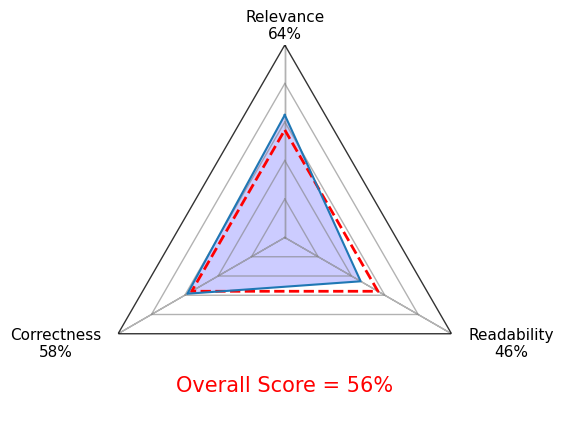 Relevance
64%
Correctness
58%
Readability
46%
Overall Score = 56%